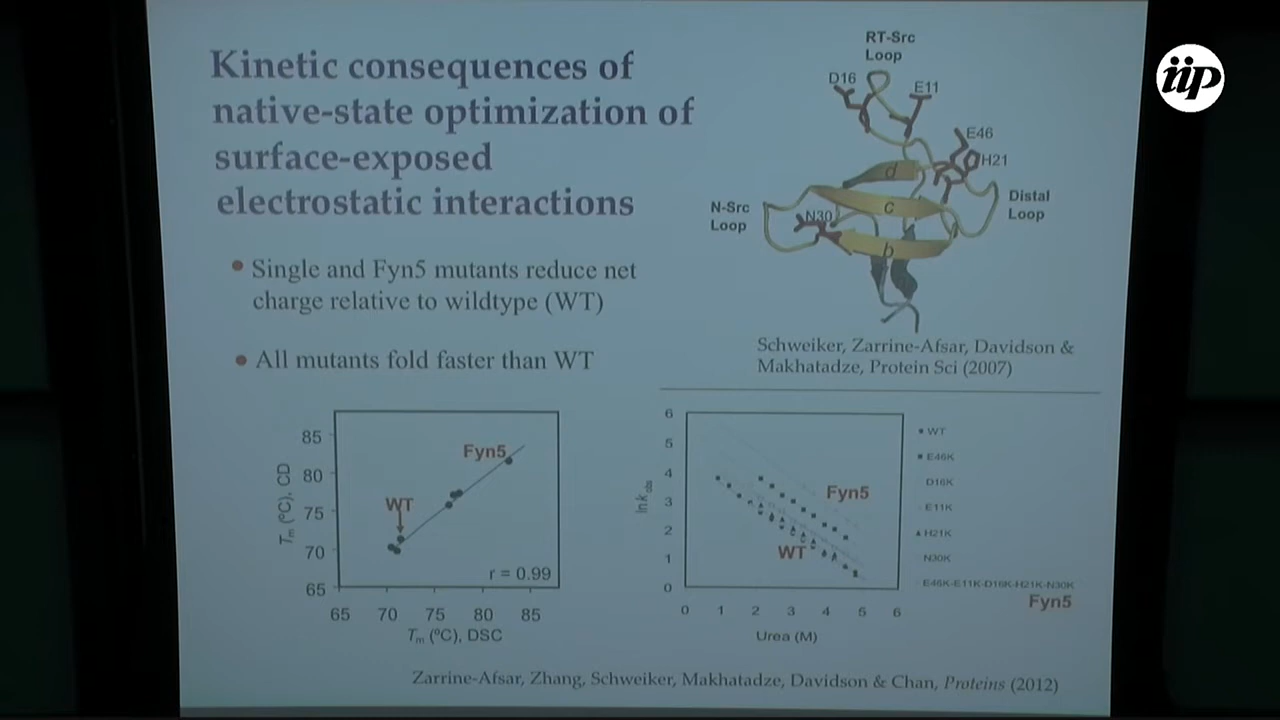 Kinetic consequences of
native-state optimization of
surface-exposed
electrostatic interactions
• Single and Fyn5 mutants reduce net
charge relative to wildtype (WT)
• All mutants fold faster than WT
RT-Src
Loop
D16
E11
E46
H21
d
N-Src
Loop
N30
c
Distal
Loop
b
Schweiker, Zarrine-Afsar, Davidson &
Makhatadze, Protein Sci (2007)
Tm (°C), CD
85
80
75
70
65
Fyn5
WT
r = 0.99
65 70 75 80 85
Tm (°C), DSC
ln kobs
6
5
4
3
2
1
0
Fyn5
WT
0 1 2 3 4 5 6
Urea (M)
WT
E46K
D16K
E11K
H21K
N30K
E46K-E11K-D16K-H21K-N30K
Fyn5
Zarrine-Afsar, Zhang, Schweiker, Makhatadze, Davidson & Chan, Proteins (2012)
iip